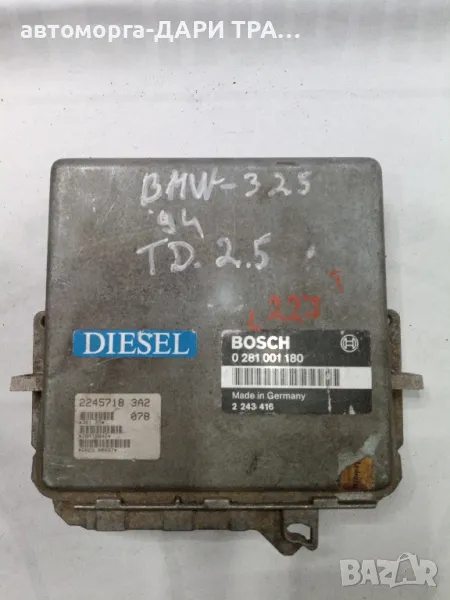 автоморга-ДАРИ ТРА...
BMW-325
'94
TD. 2.5
DIESEL
BOSCH
0 281 001 180
Made in Germany
2 243 416
2245718 3A2
078
BAZAR